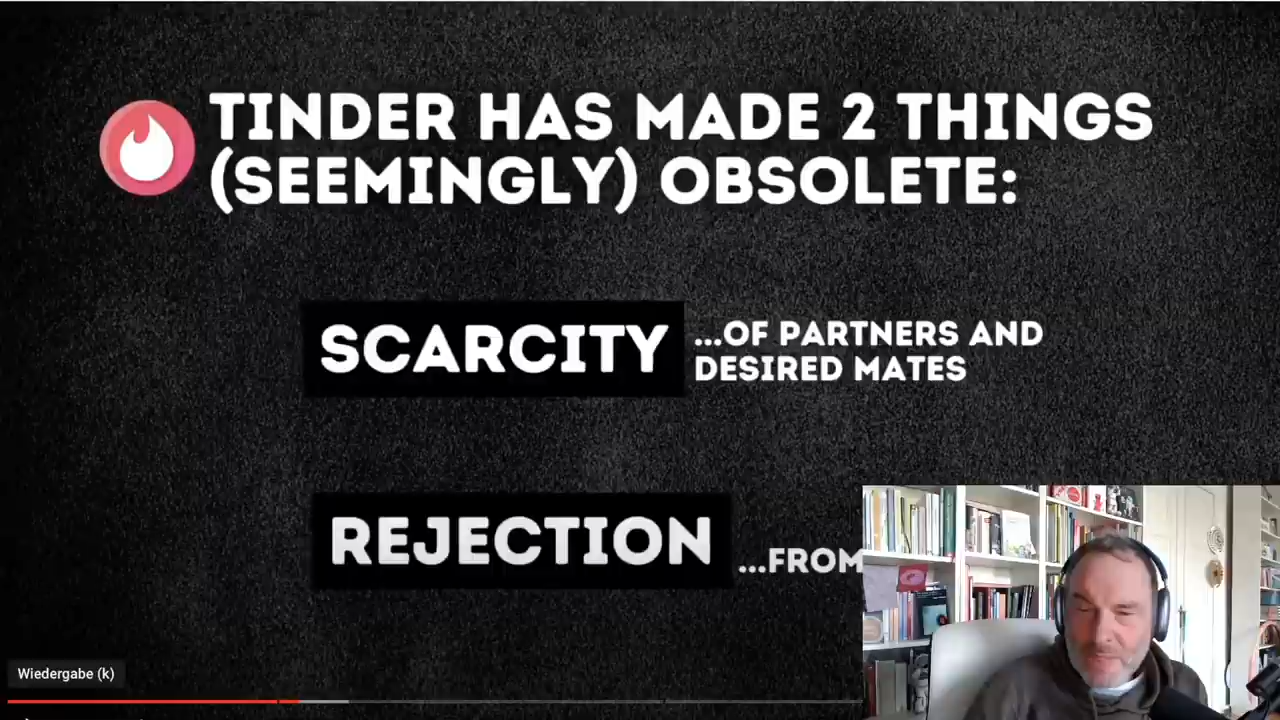 TINDER HAS MADE 2 THINGS
(SEEMINGLY) OBSOLETE:
SCARCITY
...OF PARTNERS AND
DESIRED MATES
REJECTION
...FROM
Wiedergabe (k)